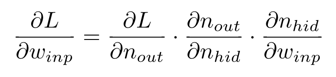 ∂L/∂w_inp = ∂L/∂n_out · ∂n_out/∂n_hid · ∂n_hid/∂w_inp